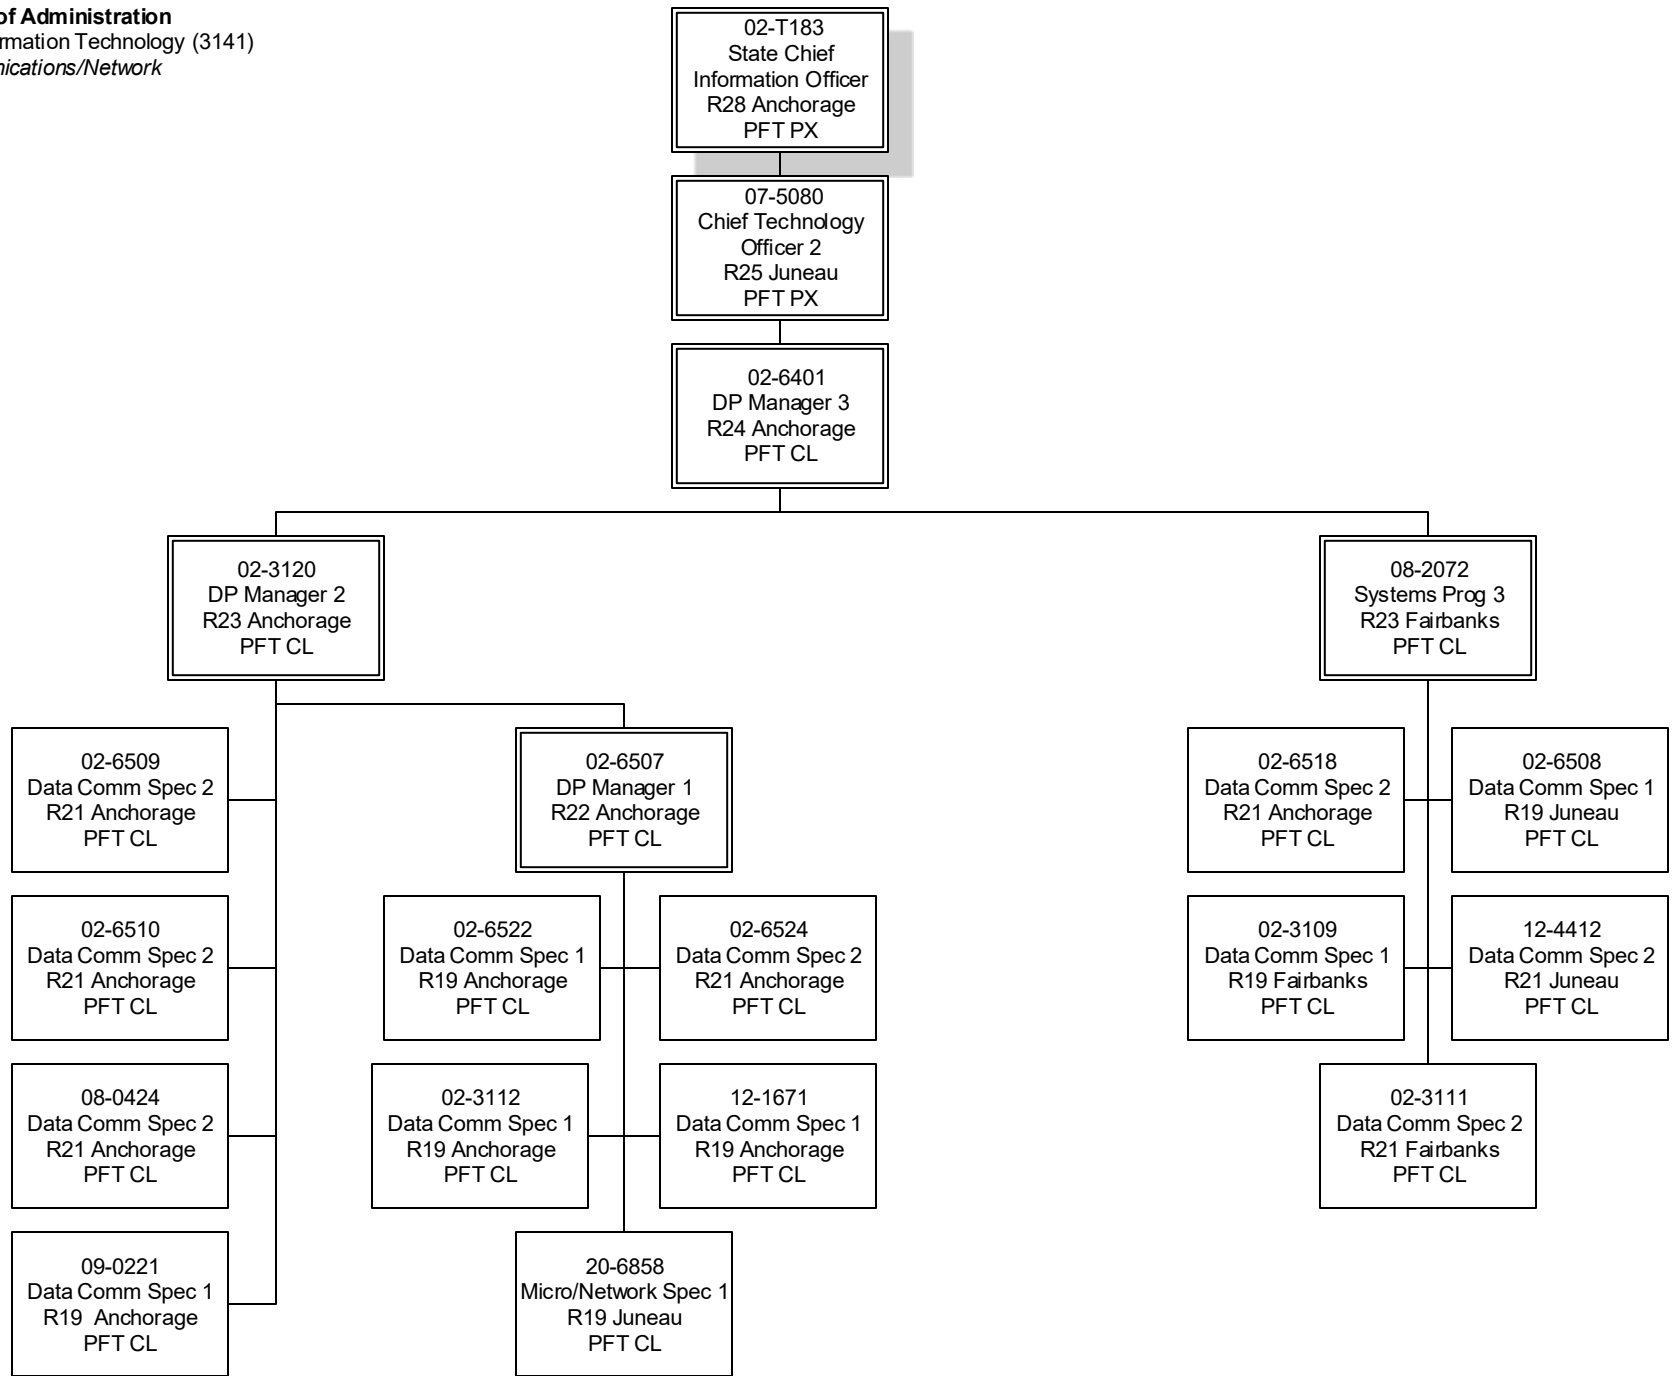 of Administration
rmation Technology (3141)
nications/Network
02-T183
State Chief
Information Officer
R28 Anchorage
PFT PX
07-5080
Chief Technology
Officer 2
R25 Juneau
PFT PX
02-6401
DP Manager 3
R24 Anchorage
PFT CL
02-3120
DP Manager 2
R23 Anchorage
PFT CL
08-2072
Systems Prog 3
R23 Fairbanks
PFT CL
02-6509
Data Comm Spec 2
R21 Anchorage
PFT CL
02-6507
DP Manager 1
R22 Anchorage
PFT CL
02-6518
Data Comm Spec 2
R21 Anchorage
PFT CL
02-6508
Data Comm Spec 1
R19 Juneau
PFT CL
02-6510
Data Comm Spec 2
R21 Anchorage
PFT CL
02-6522
Data Comm Spec 1
R19 Anchorage
PFT CL
02-6524
Data Comm Spec 2
R21 Anchorage
PFT CL
02-3109
Data Comm Spec 1
R19 Fairbanks
PFT CL
12-4412
Data Comm Spec 2
R21 Juneau
PFT CL
08-0424
Data Comm Spec 2
R21 Anchorage
PFT CL
02-3112
Data Comm Spec 1
R19 Anchorage
PFT CL
12-1671
Data Comm Spec 1
R19 Anchorage
PFT CL
02-3111
Data Comm Spec 2
R21 Fairbanks
PFT CL
09-0221
Data Comm Spec 1
R19 Anchorage
PFT CL
20-6858
Micro/Network Spec 1
R19 Juneau
PFT CL